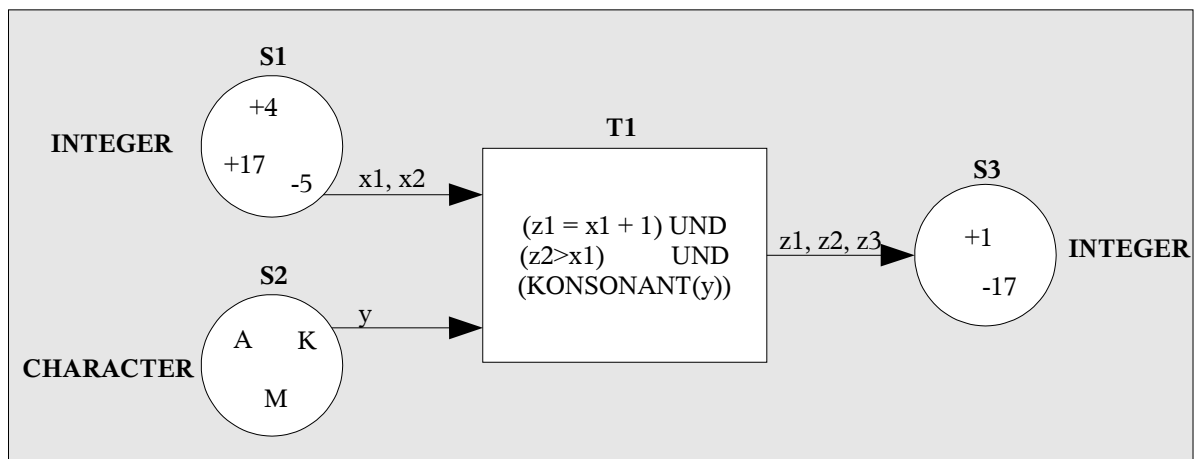 S1
+4
INTEGER
+17
-5
x1, x2
S2
A K
M
CHARACTER
y
T1
(z1 = x1 + 1) UND
(z2>x1) UND
(KONSONANT(y))
z1, z2, z3
S3
+1
-17
INTEGER